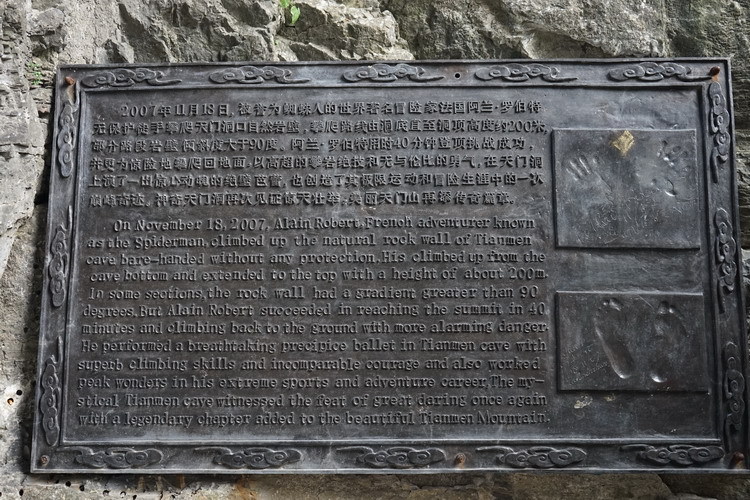 2007年11月18日，被誉为蜘蛛人的世界著名冒险家法国阿兰·罗伯特
无保护徒手攀爬天门洞口自然岩壁，攀爬路线由洞底直至洞顶高度约200米，
部分路段岩壁 阿兰·罗伯特用时40分钟登顶挑战成功，
并更为惊险地攀爬回地面，以高超的攀岩绝技和无与伦比的勇气，在天门洞
上演了一出惊心动魄的绝壁芭蕾，也创造了其极限运动和冒险生涯中的一次
巅峰奇迹。神奇天门洞再次见证惊天壮举，美丽天门山再添传奇篇章。
On November 18, 2007, Alain Robert, French adventurer known
as the Spiderman, climbed up the natural rock wall of Tianmen
cave bare-handed without any protection. His climbed up from the
cave bottom and extended to the top with a height of about 200m.
In some sections, the rock wall had a gradient greater than 90
degrees. But Alain Robert succeeded in reaching the summit in 40
minutes and climbing back to the ground with more alarming danger.
He performed a breathtaking precipice ballet in Tianmen cave with
superb climbing skills and incomparable courage and also worked
peak wonders in his extreme sports and adventure career, The my-
stical Tianmen cave witnessed the feat of great daring once again
with a legendary chapter added to the beautiful Tianmen Mountain.